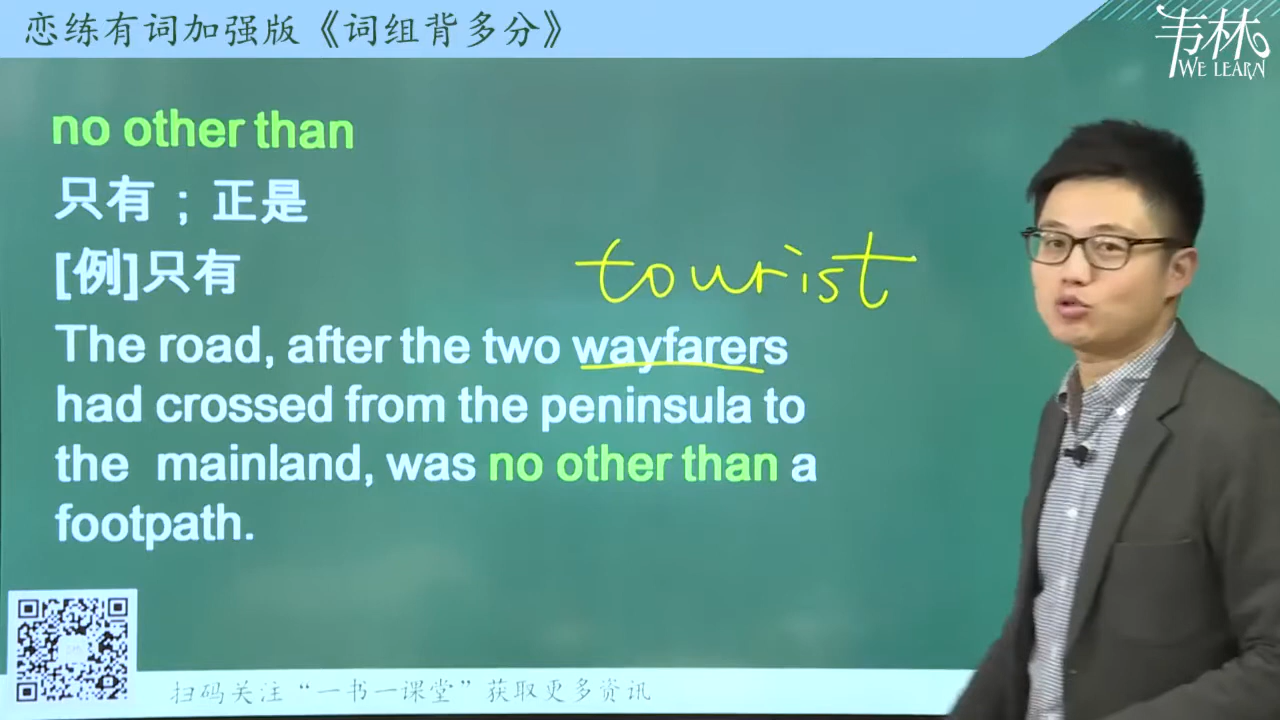 恋练有词加强版《词组背多分》
韦林
WE LEARN
no other than
只有；正是
[例]只有
tourist
The road, after the two wayfarers
had crossed from the peninsula to
the mainland, was no other than a
footpath.
扫码关注“一书一课堂”获取更多资讯